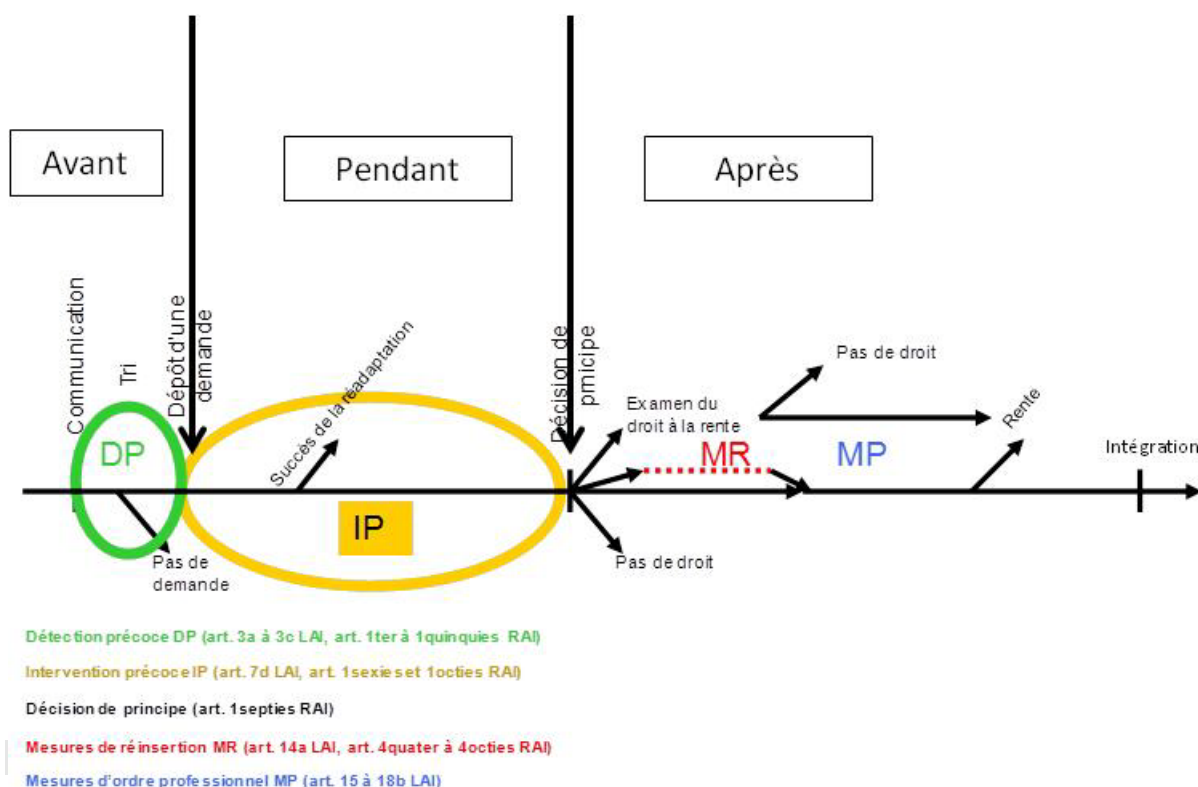 Avant
Pendant
Après
Communication
Tri
Dépôt d'une
demande
Succès de la réadaptation
Décision de
pmicipe
Pas de droit
Examen du
droit à la rente
Rente
DP
MR
MP
Intégration
IP
Pas de
demande
Pas de droit
Détection précoce DP (art. 3a à 3c LAI, art. 1ter à 1quinquies RAI)
Intervention précoce IP (art. 7d LAI, art. 1sexies et 1octies RAI)
Décision de principe (art. 1septies RAI)
Mesures de réinsertion MR (art. 14a LAI, art. 4quater à 4octies RAI)
Mesures d'ordre professionnel MP (art. 15 à 18b LAI)